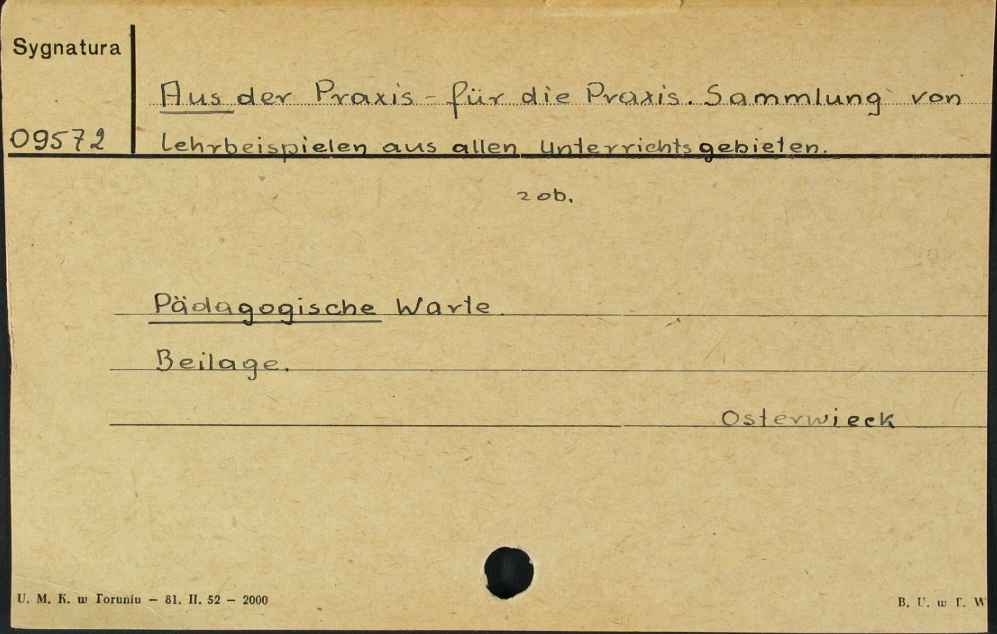 Sygnatura
Aus der Praxis - für die Praxis. Sammlung von
09572
Lehrbeispielen aus allen Unterrichtsgebieten.
zob.
Pädagogische Warte
Beilage.
Osterwieck
U. M. K. w Toruniu — 81. II. 52 — 2000
B. U. w T. W